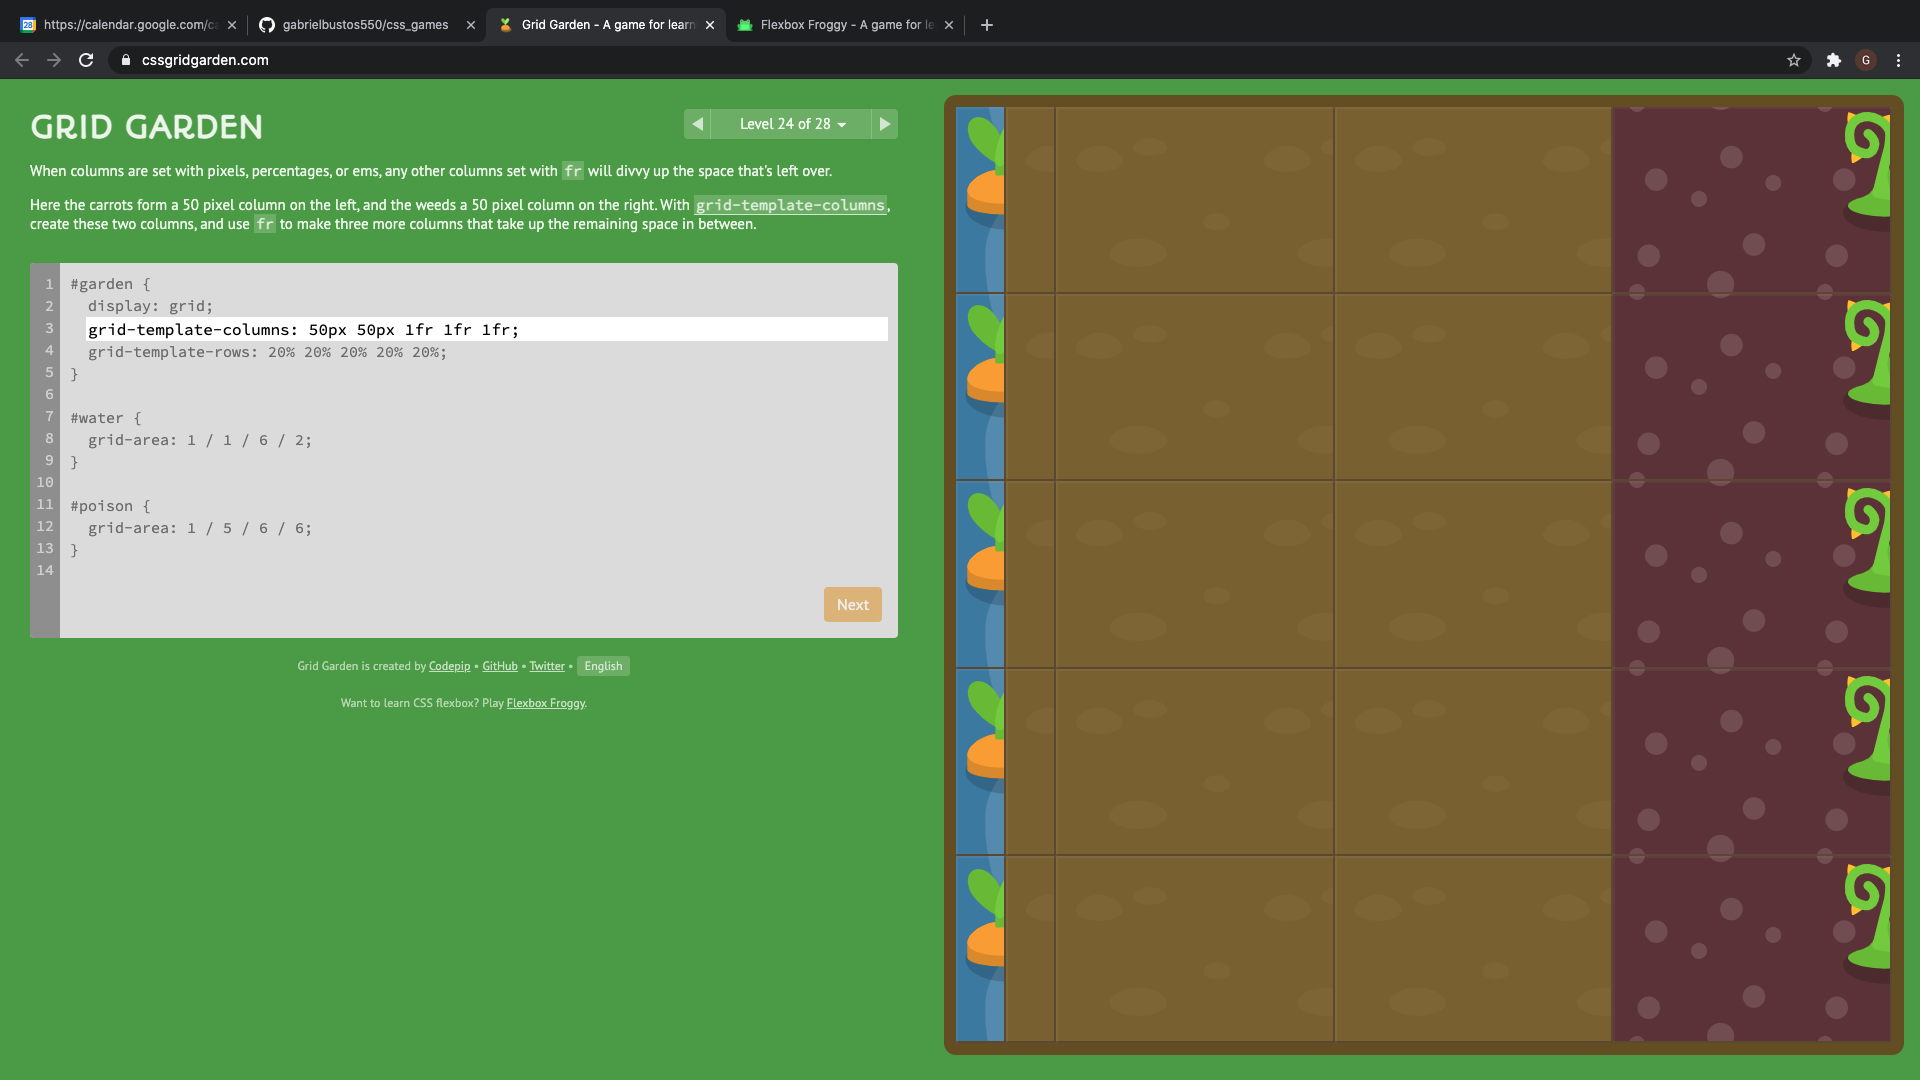 https://calendar.google.com/ca
gabrielbustos550/css_games
Grid Garden - A game for learn
Flexbox Froggy - A game for le
cssgridgarden.com
G
GRID GARDEN
Level 24 of 28
When columns are set with pixels, percentages, or ems, any other columns set with fr will divvy up the space that's left over.
Here the carrots form a 50 pixel column on the left, and the weeds a 50 pixel column on the right. With grid-template-columns,
create these two columns, and use fr to make three more columns that take up the remaining space in between.
1 #garden {
2 display: grid;
3 grid-template-columns: 50px 50px 1fr 1fr 1fr;
4 grid-template-rows: 20% 20% 20% 20% 20%;
5 }
6
7 #water {
8 grid-area: 1 / 1 / 6 / 2;
9 }
10
11 #poison {
12 grid-area: 1 / 5 / 6 / 6;
13 }
14
Next
Grid Garden is created by Codepip • GitHub • Twitter • English
Want to learn CSS flexbox? Play Flexbox Froggy.